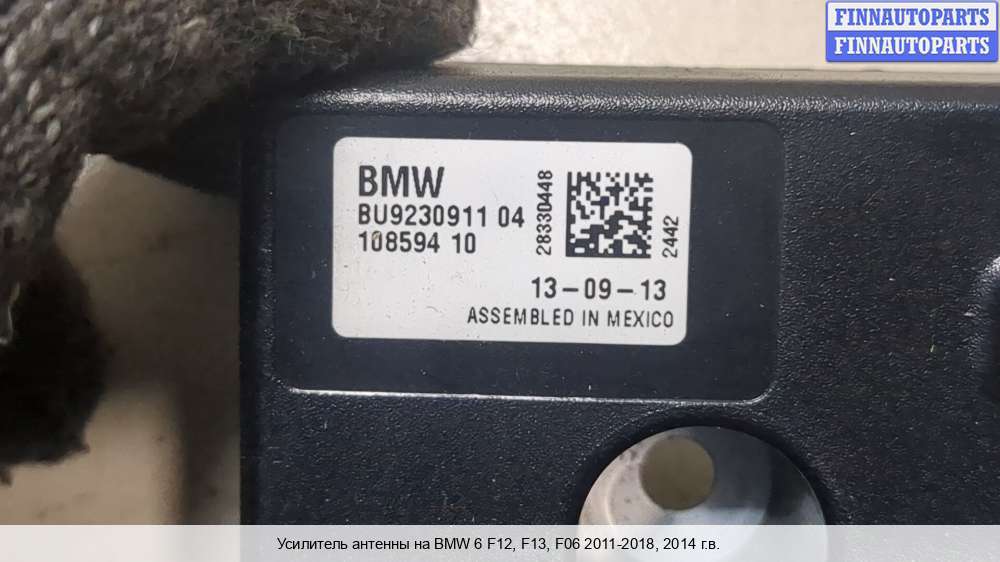 FINNAUTOPARTS
FINNAUTOPARTS
BMW
BU9230911 04
108594 10
28330448
2442
13-09-13
ASSEMBLED IN MEXICO
Усилитель антенны на BMW 6 F12, F13, F06 2011-2018, 2014 г.в.